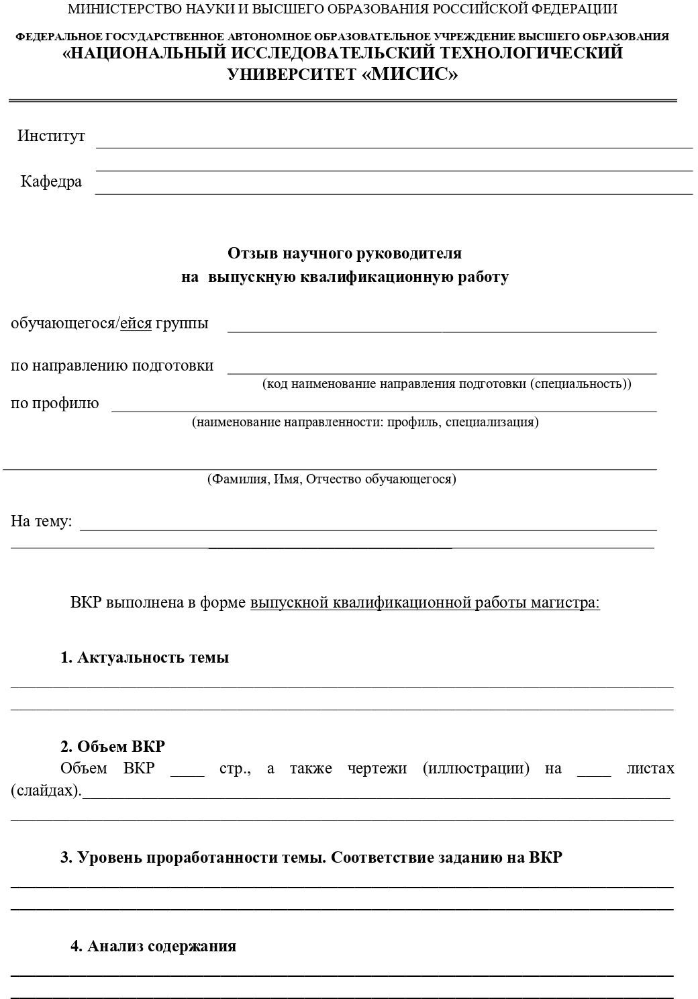 МИНИСТЕРСТВО НАУКИ И ВЫСШЕГО ОБРАЗОВАНИЯ РОССИЙСКОЙ ФЕДЕРАЦИИ
ФЕДЕРАЛЬНОЕ ГОСУДАРСТВЕННОЕ АВТОНОМНОЕ ОБРАЗОВАТЕЛЬНОЕ УЧРЕЖДЕНИЕ ВЫСШЕГО ОБРАЗОВАНИЯ
«НАЦИОНАЛЬНЫЙ ИССЛЕДОВАТЕЛЬСКИЙ ТЕХНОЛОГИЧЕСКИЙ
УНИВЕРСИТЕТ «МИСИС»
Институт
Кафедра
Отзыв научного руководителя
на выпускную квалификационную работу
обучающегося/ейся группы
по направлению подготовки
(код наименование направления подготовки (специальность))
по профилю
(наименование направленности: профиль, специализация)
(Фамилия, Имя, Отчество обучающегося)
На тему:
ВКР выполнена в форме выпускной квалификационной работы магистра:
1. Актуальность темы
2. Объем ВКР
Объем ВКР ____ стр., а также чертежи (иллюстрации) на ____ листах
(слайдах).
3. Уровень проработанности темы. Соответствие заданию на ВКР
4. Анализ содержания